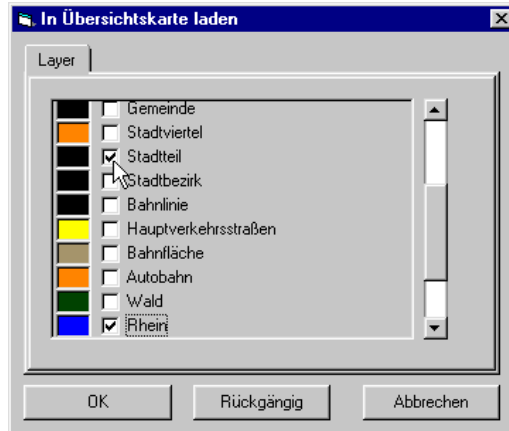 In Übersichtskarte laden
Layer
Gemeinde
Stadtviertel
Stadtteil
Stadtbezirk
Bahnlinie
Hauptverkehrsstraßen
Bahnfläche
Autobahn
Wald
Rhein
OK Rückgängig Abbrechen